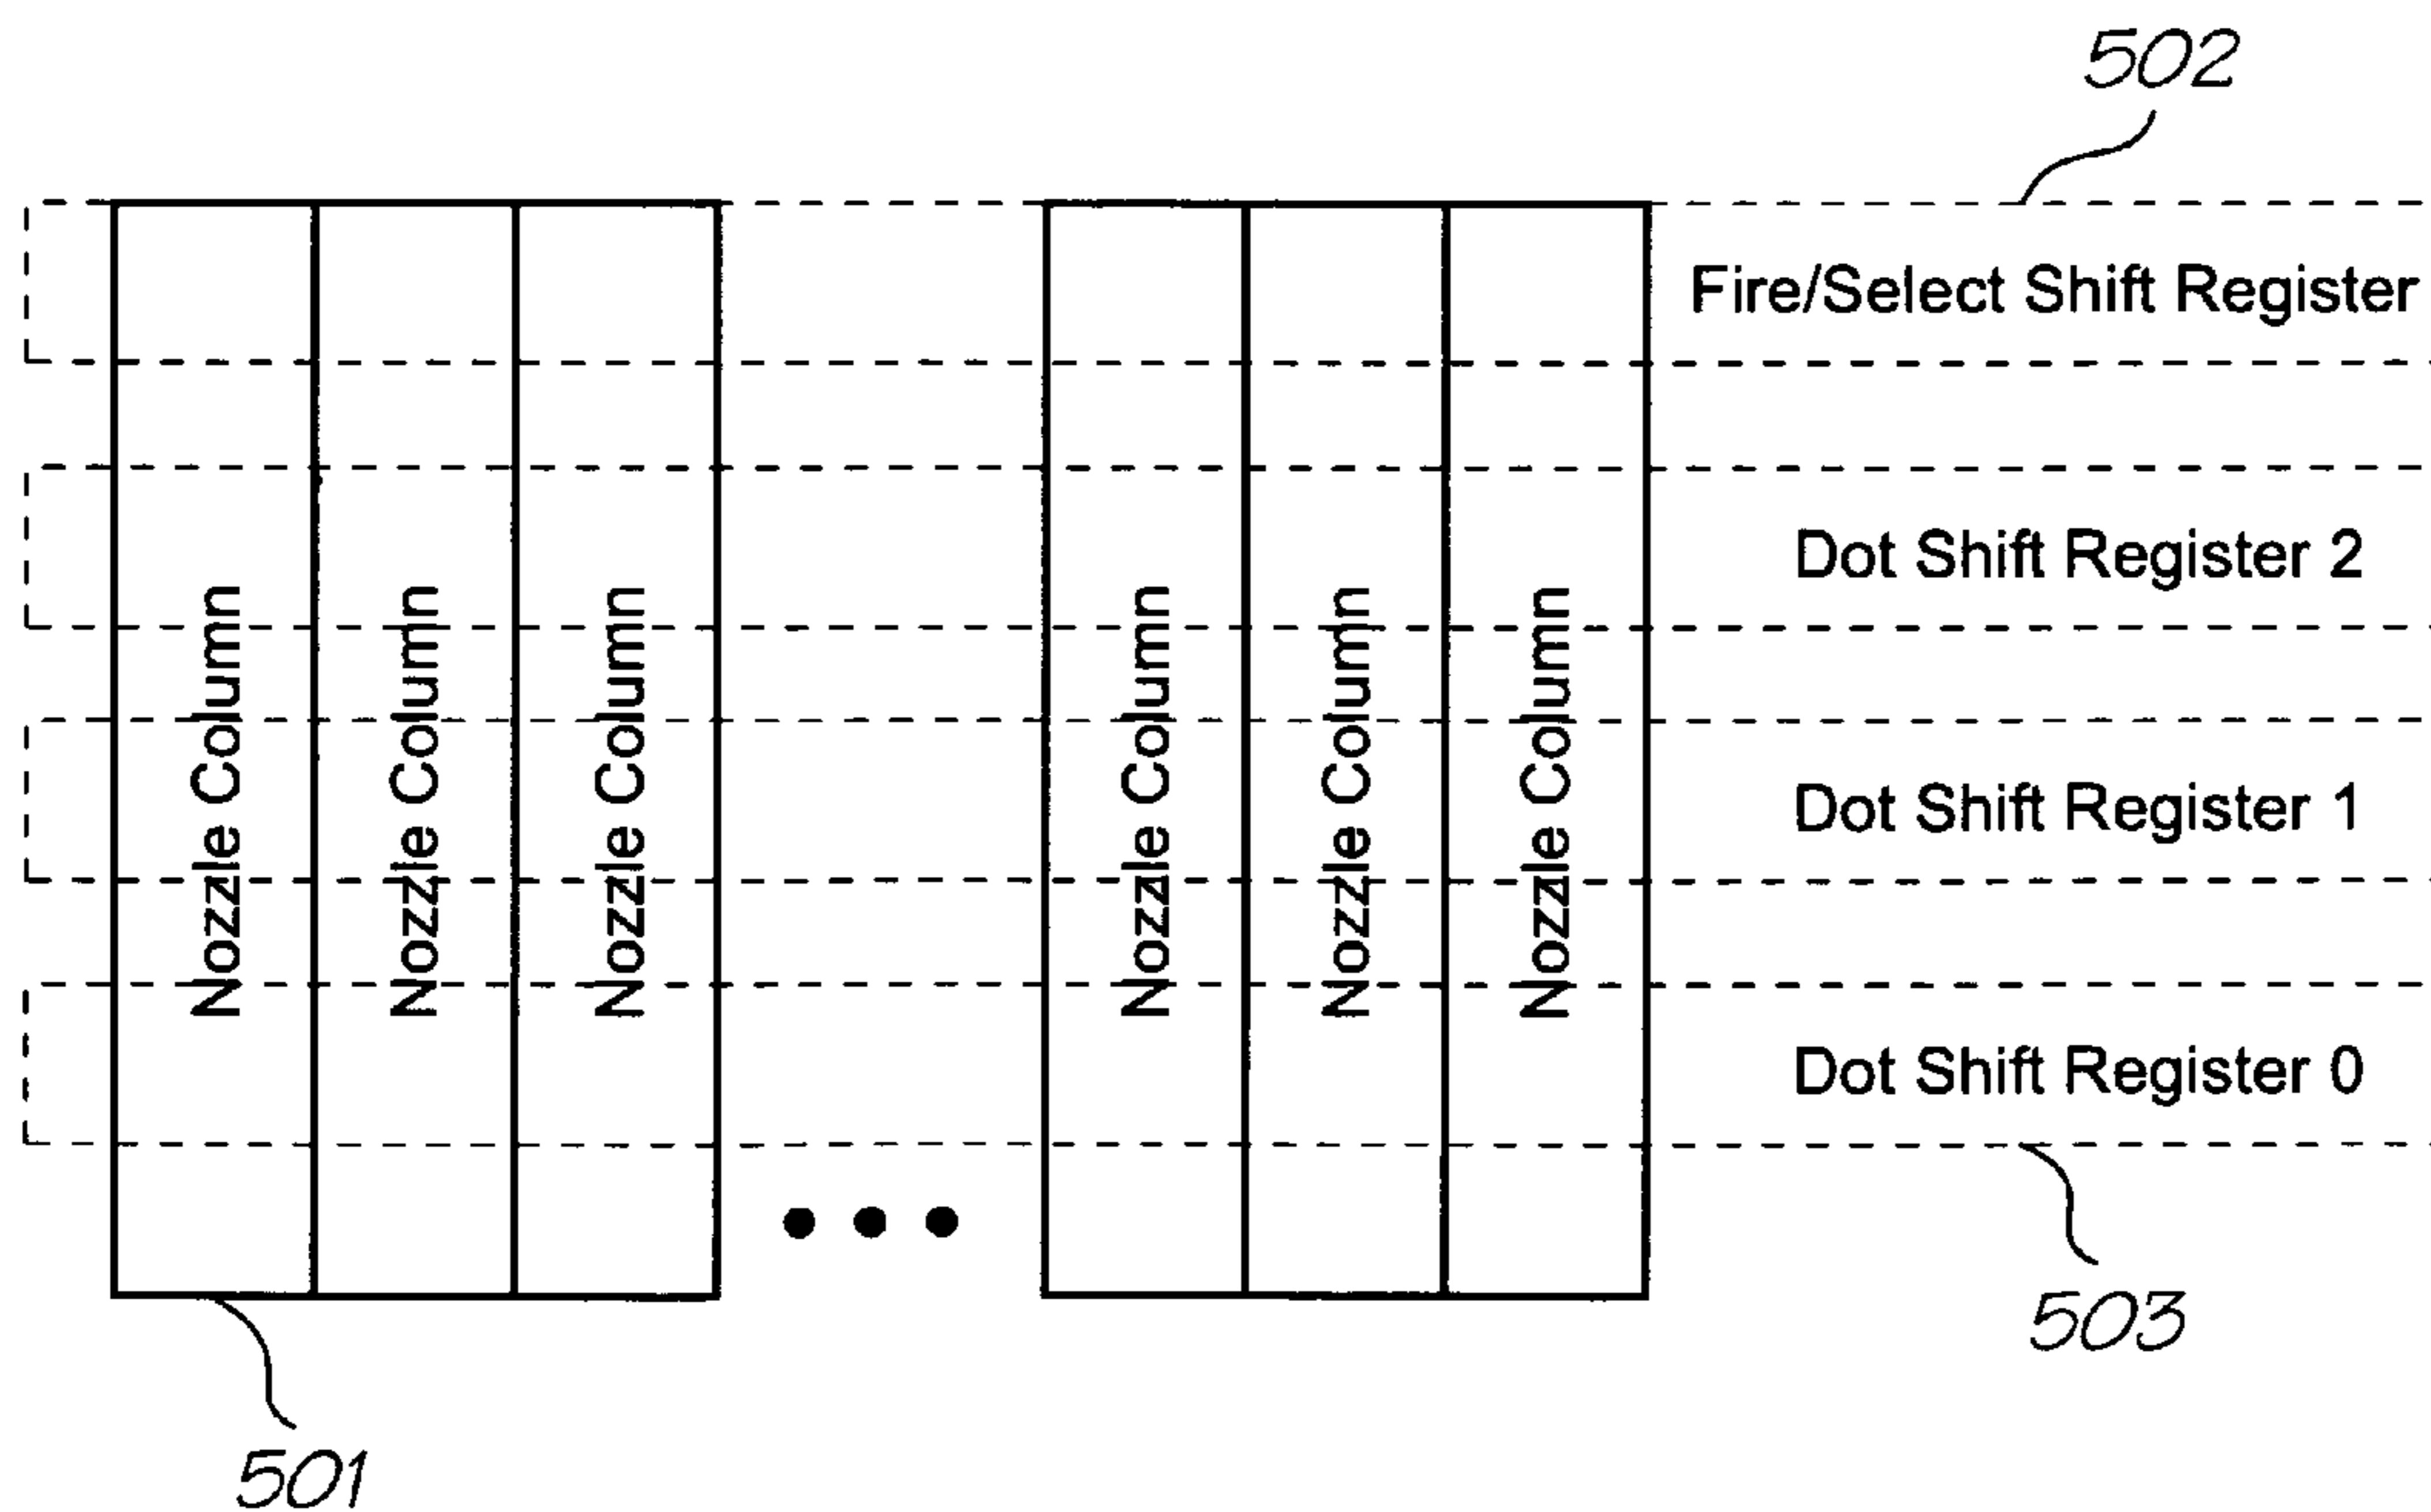 502
Fire/Select Shift Register
Dot Shift Register 2
Nozzle Column
Nozzle Column
Nozzle Column
Nozzle Column
Nozzle Column
Nozzle Column
Dot Shift Register 1
Dot Shift Register 0
503
501